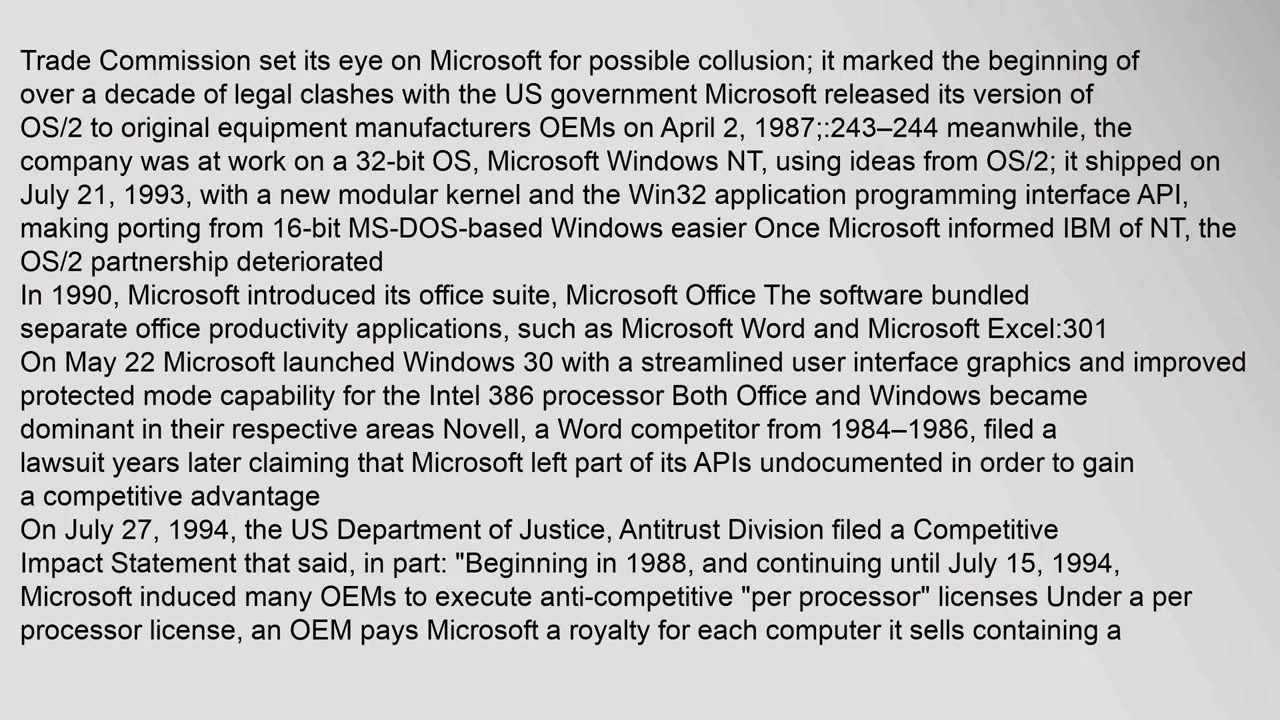 Trade Commission set its eye on Microsoft for possible collusion; it marked the beginning of
over a decade of legal clashes with the US government Microsoft released its version of
OS/2 to original equipment manufacturers OEMs on April 2, 1987;:243–244 meanwhile, the
company was at work on a 32-bit OS, Microsoft Windows NT, using ideas from OS/2; it shipped on
July 21, 1993, with a new modular kernel and the Win32 application programming interface API,
making porting from 16-bit MS-DOS-based Windows easier Once Microsoft informed IBM of NT, the
OS/2 partnership deteriorated
In 1990, Microsoft introduced its office suite, Microsoft Office The software bundled
separate office productivity applications, such as Microsoft Word and Microsoft Excel:301
On May 22 Microsoft launched Windows 30 with a streamlined user interface graphics and improved
protected mode capability for the Intel 386 processor Both Office and Windows became
dominant in their respective areas Novell, a Word competitor from 1984–1986, filed a
lawsuit years later claiming that Microsoft left part of its APIs undocumented in order to gain
a competitive advantage
On July 27, 1994, the US Department of Justice, Antitrust Division filed a Competitive
Impact Statement that said, in part: "Beginning in 1988, and continuing until July 15, 1994,
Microsoft induced many OEMs to execute anti-competitive "per processor" licenses Under a per
processor license, an OEM pays Microsoft a royalty for each computer it sells containing a